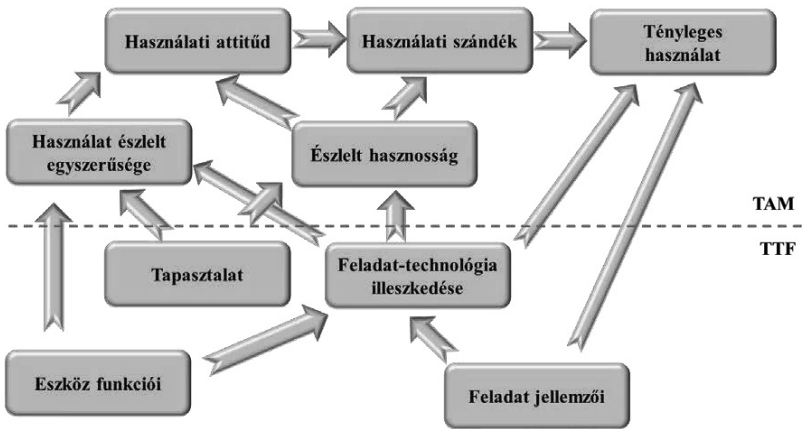 Használati attitűd
Használati szándék
Tényleges
használat
Használat észlelt
egyszerűsége
Észlelt hasznosság
TAM
TTF
Tapasztalat
Feladat-technológia
illeszkedése
Eszköz funkciói
Feladat jellemzői